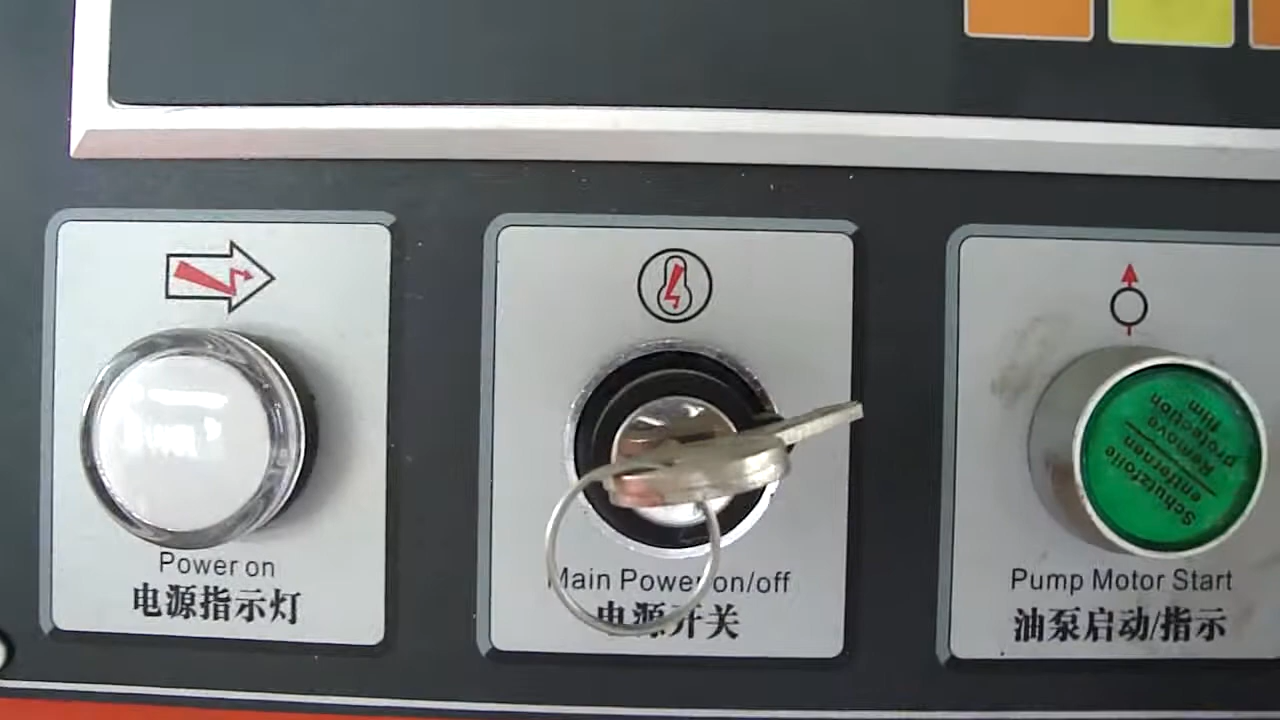 Power on
电源指示灯
Main Power on/off
电源开关
Schutzfolie
entfernen
Remove
protection
film
Pump Motor Start
油泵启动/指示